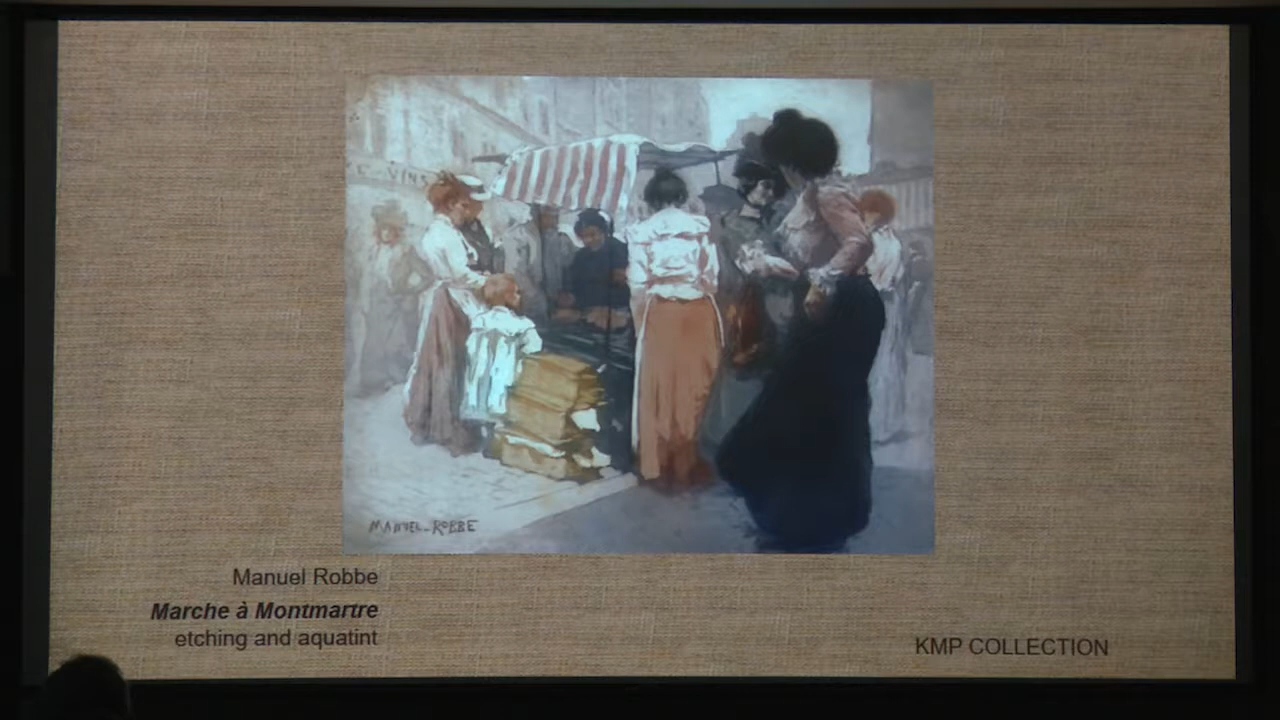 E-VINS
MANUEL-ROBBE
Manuel Robbe
Marche à Montmartre
etching and aquatint
KMP COLLECTION